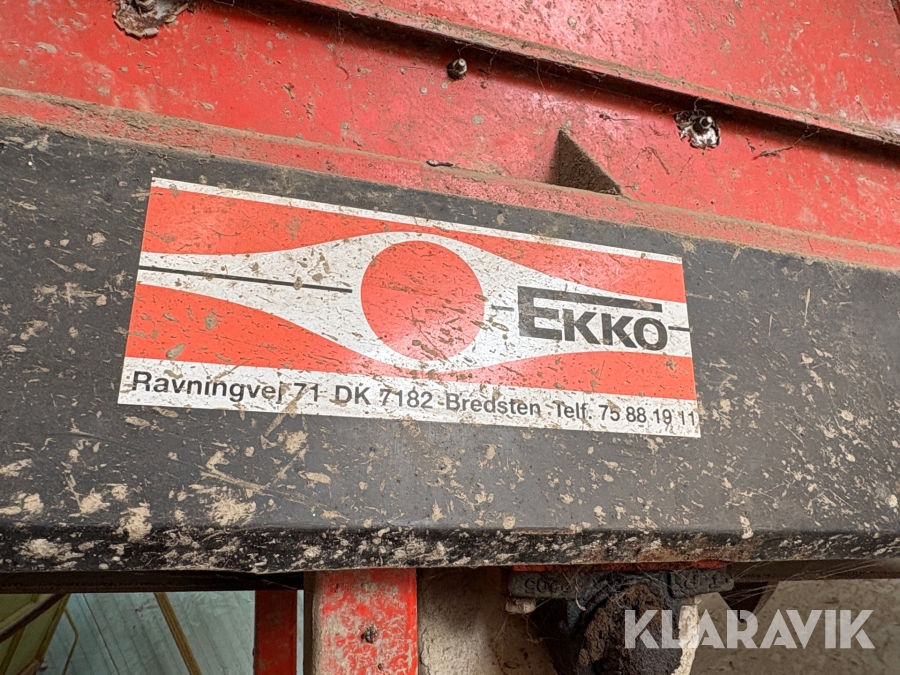 EKKO
Ravningvej 71 DK 7182 Bredsten Telf. 75 88 19 11
KLARAVIK